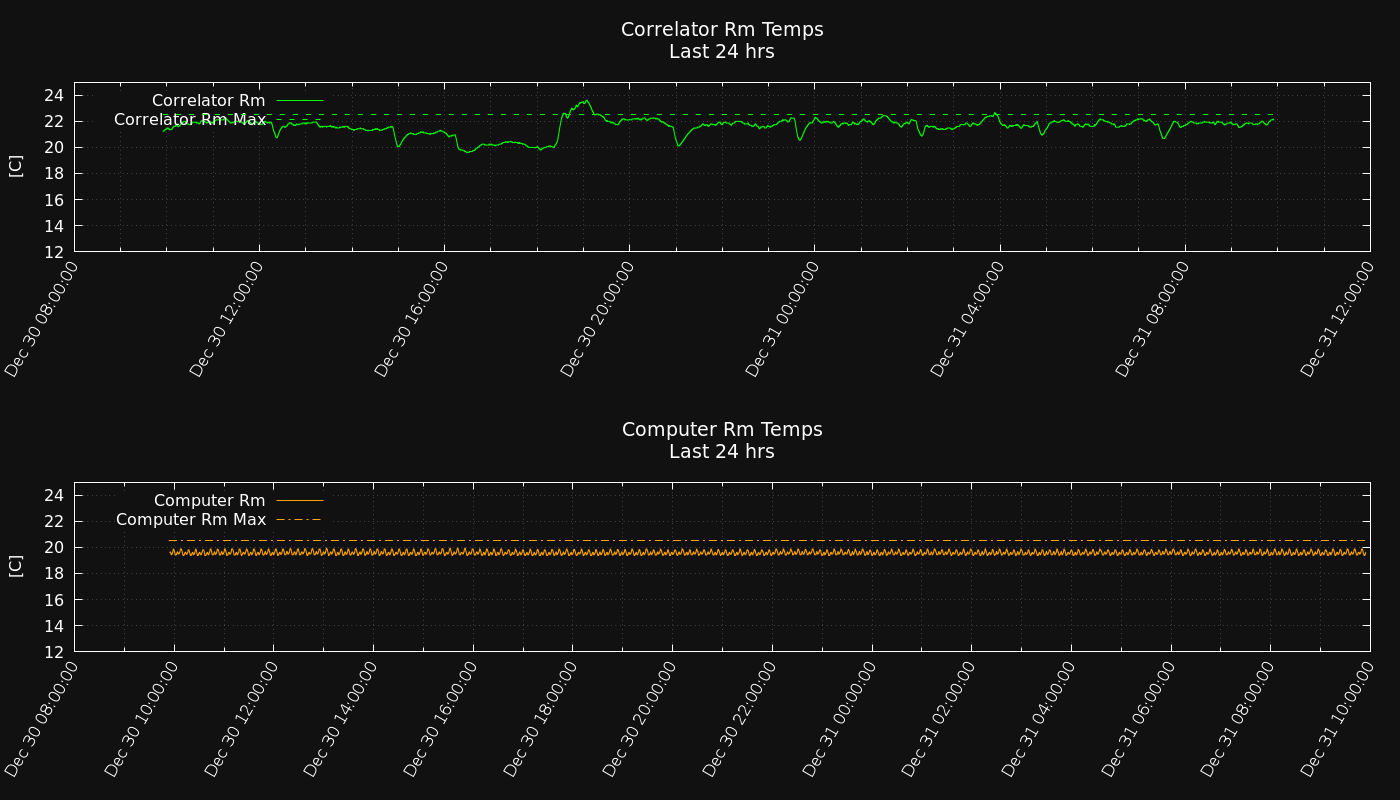 Correlator Rm Temps
Last 24 hrs
Correlator Rm
Correlator Rm Max
[C]
24
22
20
18
16
14
12
Dec 30 08:00:00
Dec 30 12:00:00
Dec 30 16:00:00
Dec 30 20:00:00
Dec 31 00:00:00
Dec 31 04:00:00
Dec 31 08:00:00
Dec 31 12:00:00
Computer Rm Temps
Last 24 hrs
Computer Rm
Computer Rm Max
[C]
24
22
20
18
16
14
12
Dec 30 08:00:00
Dec 30 10:00:00
Dec 30 12:00:00
Dec 30 14:00:00
Dec 30 16:00:00
Dec 30 18:00:00
Dec 30 20:00:00
Dec 30 22:00:00
Dec 31 00:00:00
Dec 31 02:00:00
Dec 31 04:00:00
Dec 31 06:00:00
Dec 31 08:00:00
Dec 31 10:00:00